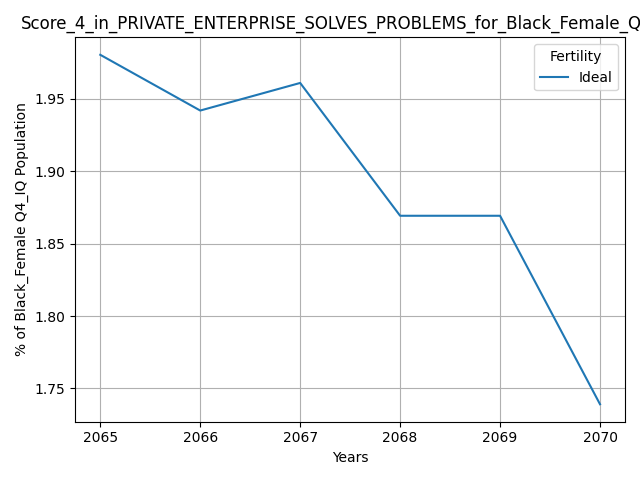 Score_4_in_PRIVATE_ENTERPRISE_SOLVES_PROBLEMS_for_Black_Female_Q
Fertility
Ideal
% of Black_Female Q4_IQ Population
1.95
1.90
1.85
1.80
1.75
2065 2066 2067 2068 2069 2070
Years